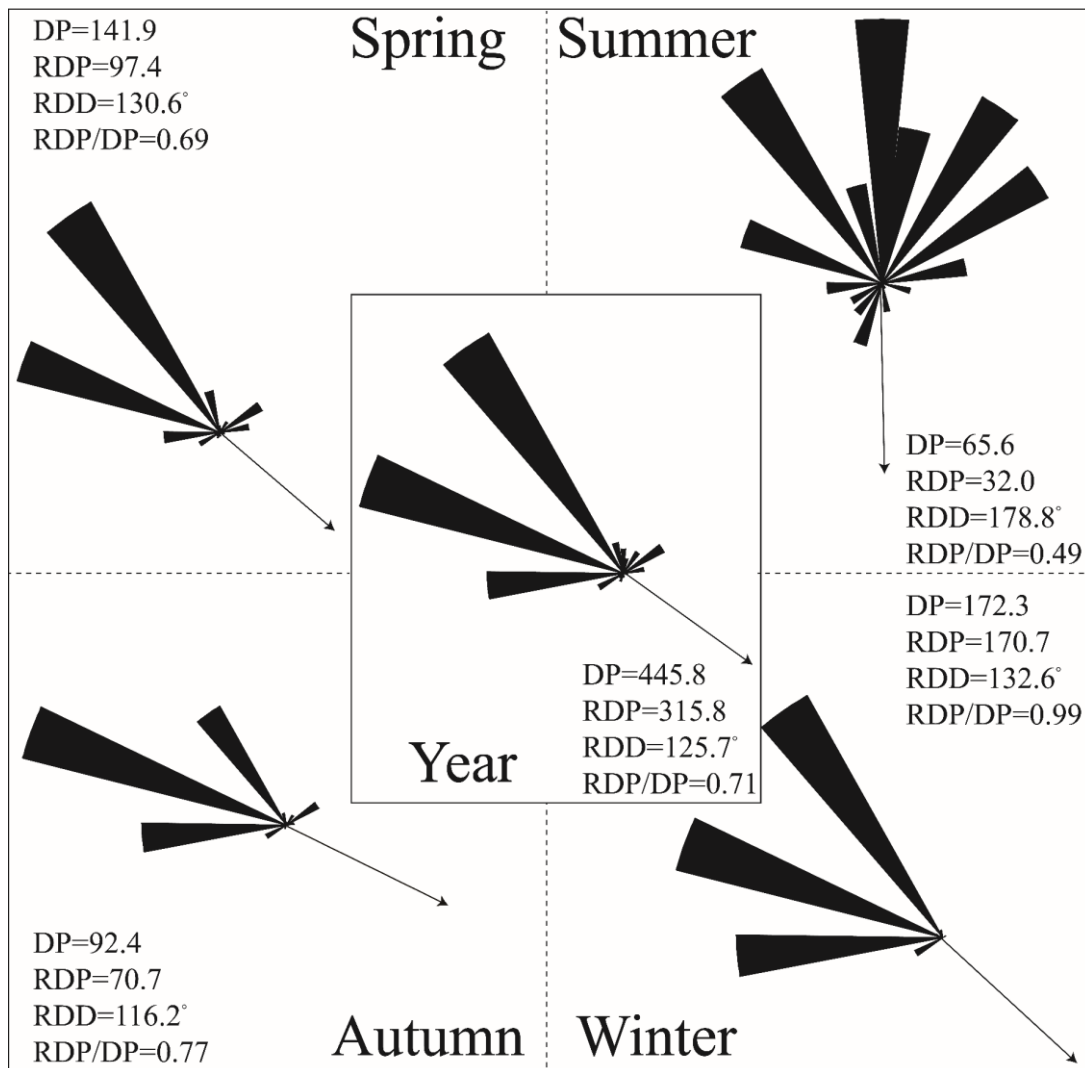 DP=141.9
RDP=97.4
RDD=130.6°
RDP/DP=0.69
Spring
Summer
DP=65.6
RDP=32.0
RDD=178.8°
RDP/DP=0.49
DP=445.8
RDP=315.8
RDD=125.7°
RDP/DP=0.71
Year
DP=92.4
RDP=70.7
RDD=116.2°
RDP/DP=0.77
Autumn
DP=172.3
RDP=170.7
RDD=132.6°
RDP/DP=0.99
Winter